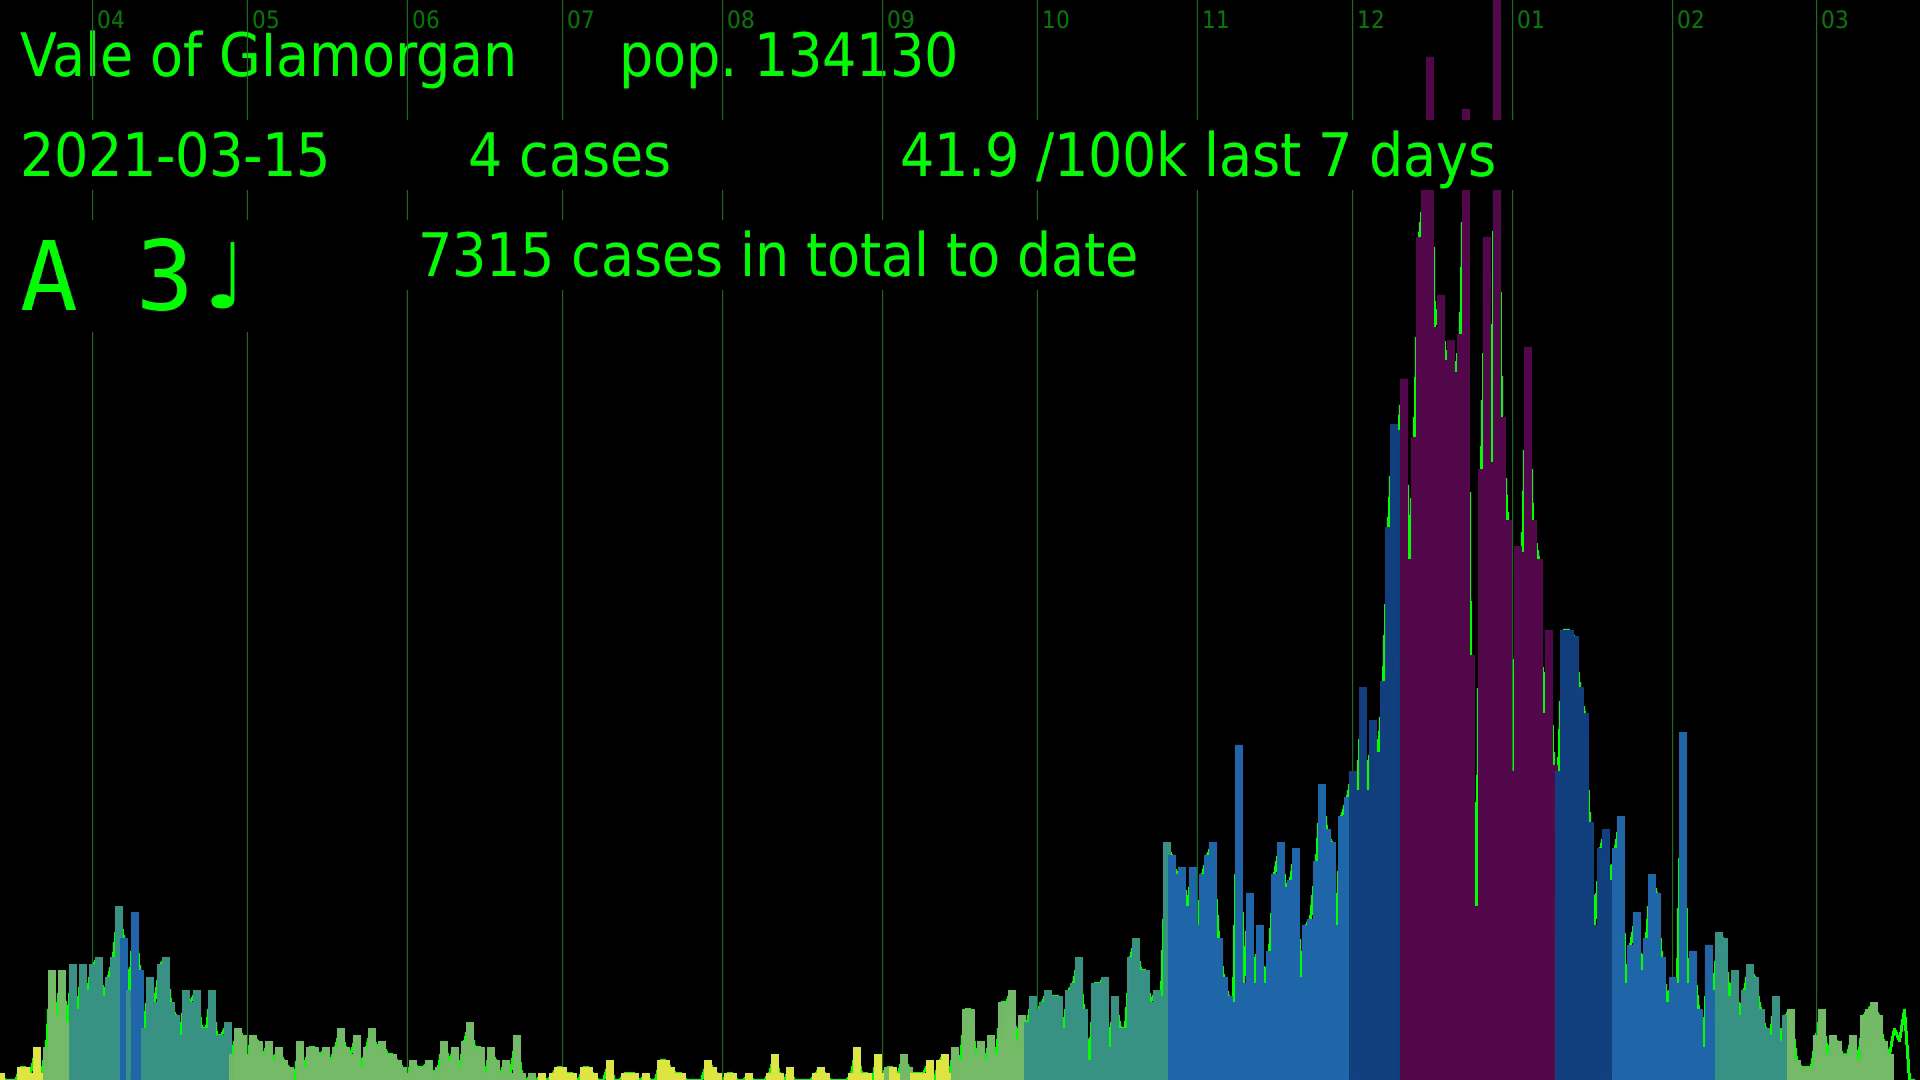 04 05 06 07 08 09 10 11 12 01 02 03
Vale of Glamorgan pop. 134130
2021-03-15 4 cases 41.9 /100k last 7 days
A 3♩ 7315 cases in total to date